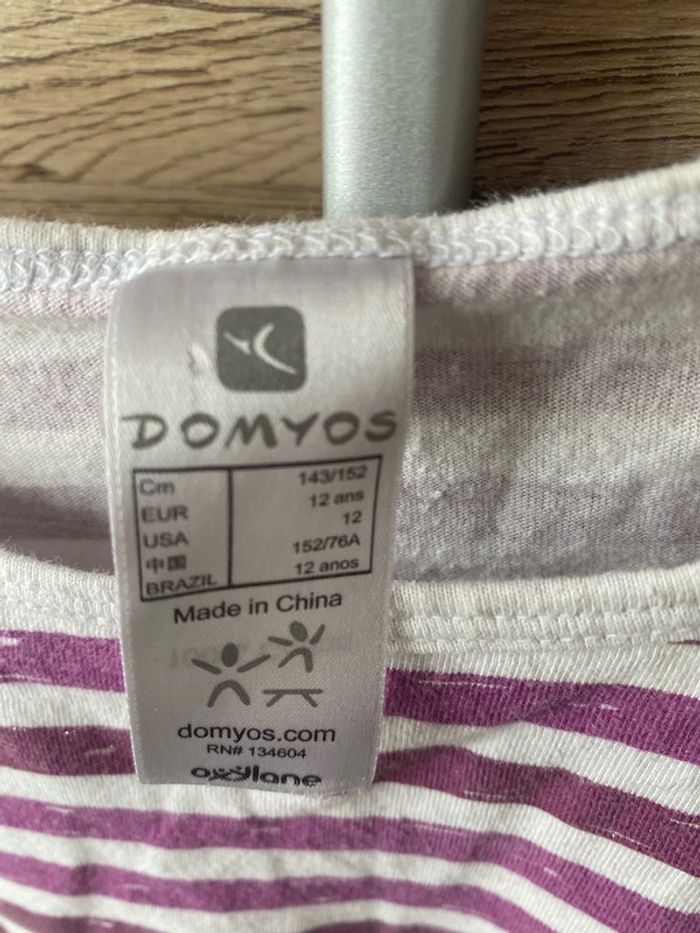 DOMYOS
Cm 143/152
EUR 12 ans
USA 12
中国 152/76A
BRAZIL 12 anos
Made in China
domyos.com
RN# 134604
oxylane